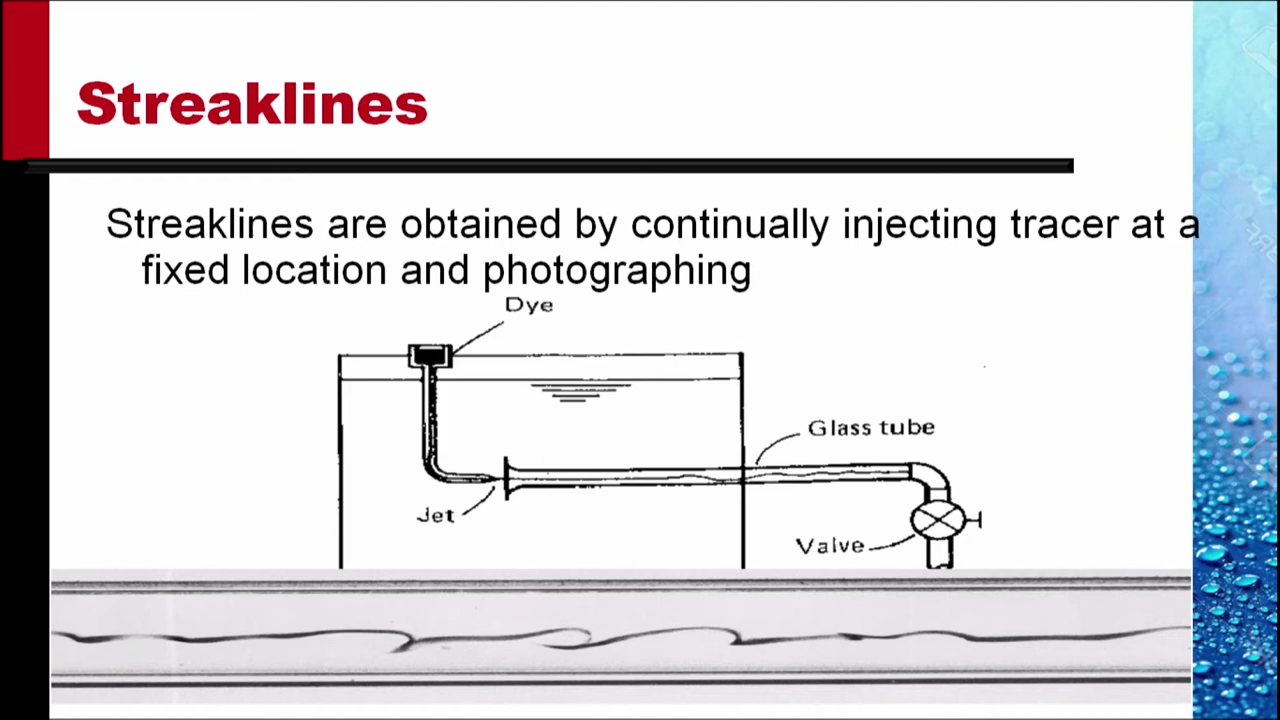 Streaklines
Streaklines are obtained by continually injecting tracer at a
fixed location and photographing
Dye
Glass tube
Jet
Valve